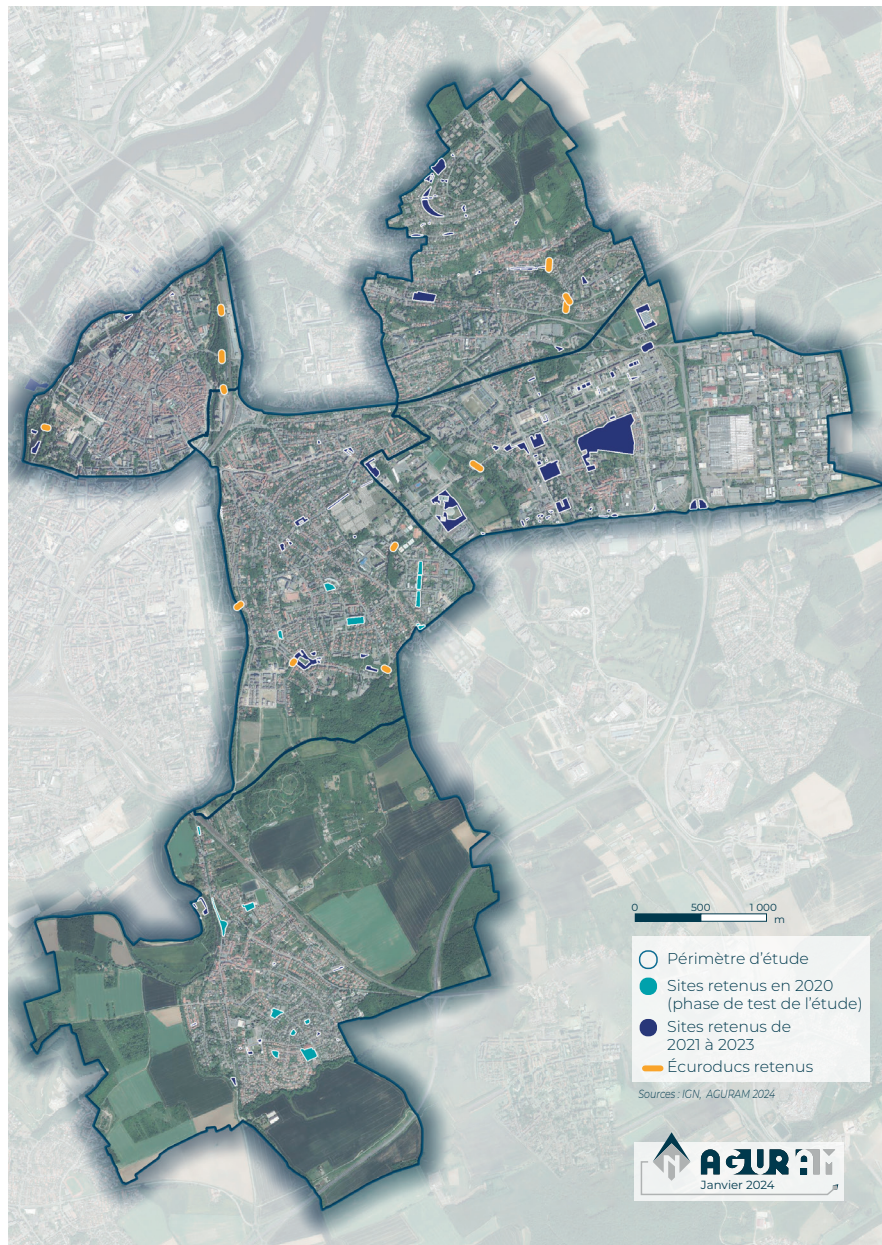 0 500 1 000
m
Périmètre d'étude
Sites retenus en 2020
(phase de test de l'étude)
Sites retenus de
2021 à 2023
Écuroducs retenus
Sources : IGN, AGURAM 2024
N
AGURAM
Janvier 2024